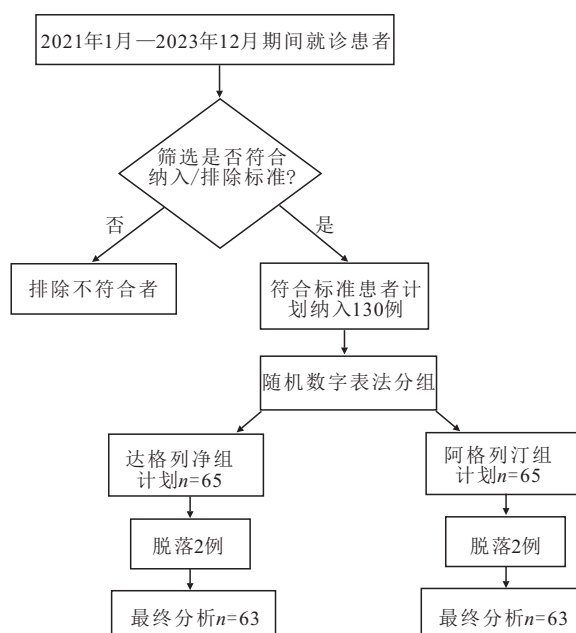 2021年1月—2023年12月期间就诊患者
筛选是否符合
纳入/排除标准?
否
是
排除不符合者
符合标准患者计
划纳入130例
随机数字表法分组
达格列净组
计划n=65
阿格列汀组
计划n=65
脱落2例
脱落2例
最终分析n=63
最终分析n=63